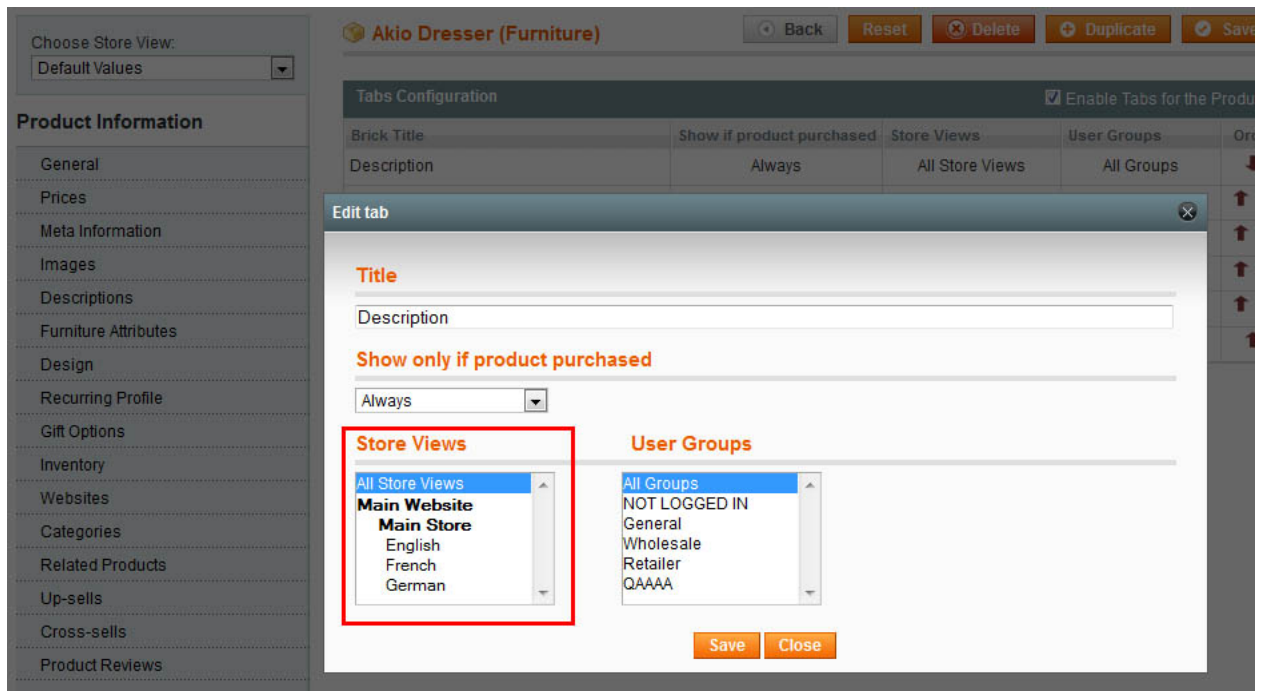 Choose Store View:
Default Values
Akio Dresser (Furniture)
Back
Reset
Delete
Duplicate
Save
Product Information
General
Prices
Meta Information
Images
Descriptions
Furniture Attributes
Design
Recurring Profile
Gift Options
Inventory
Websites
Categories
Related Products
Up-sells
Cross-sells
Product Reviews
Tabs Configuration
Enable Tabs for the Produ
Brick Title Show if product purchased Store Views User Groups Ord
Description Always All Store Views All Groups
Edit tab
Title
Description
Show only if product purchased
Always
Store Views
All Store Views
Main Website
Main Store
English
French
German
User Groups
All Groups
NOT LOGGED IN
General
Wholesale
Retailer
QAAAA
Save
Close